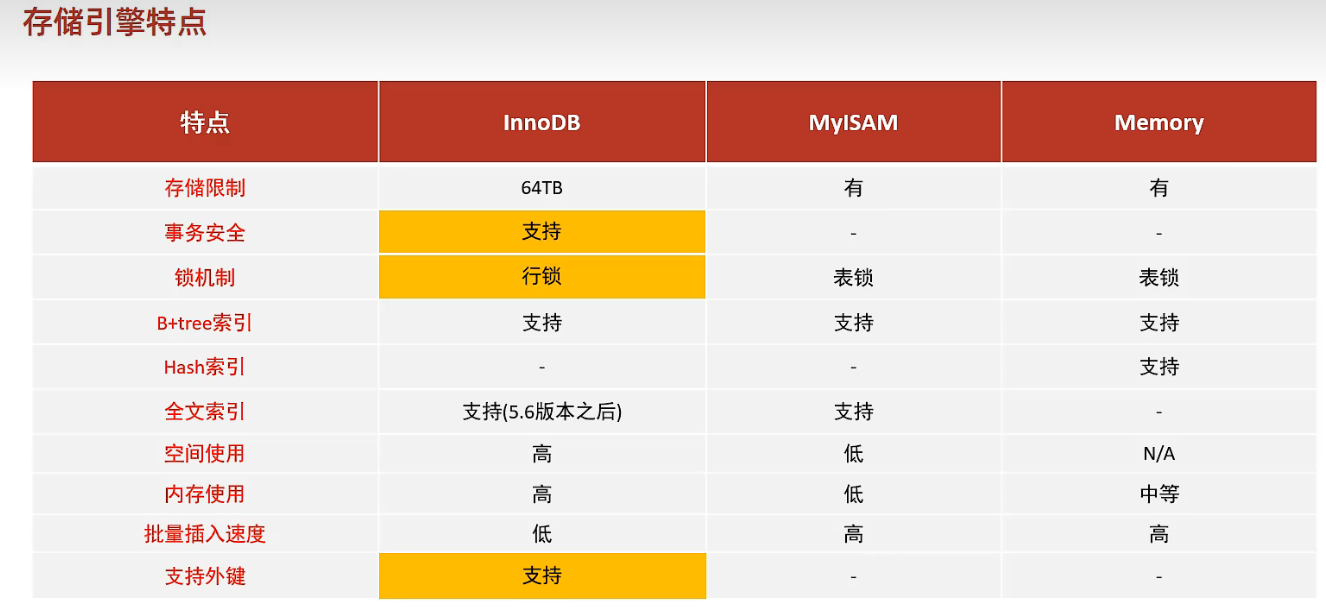 存储引擎特点
特点 InnoDB MyISAM Memory
存储限制 64TB 有 有
事务安全 支持 - -
锁机制 行锁 表锁 表锁
B+tree索引 支持 支持 支持
Hash索引 - - 支持
全文索引 支持(5.6版本之后) 支持 -
空间使用 高 低 N/A
内存使用 高 低 中等
批量插入速度 低 高 高
支持外键 支持 - -